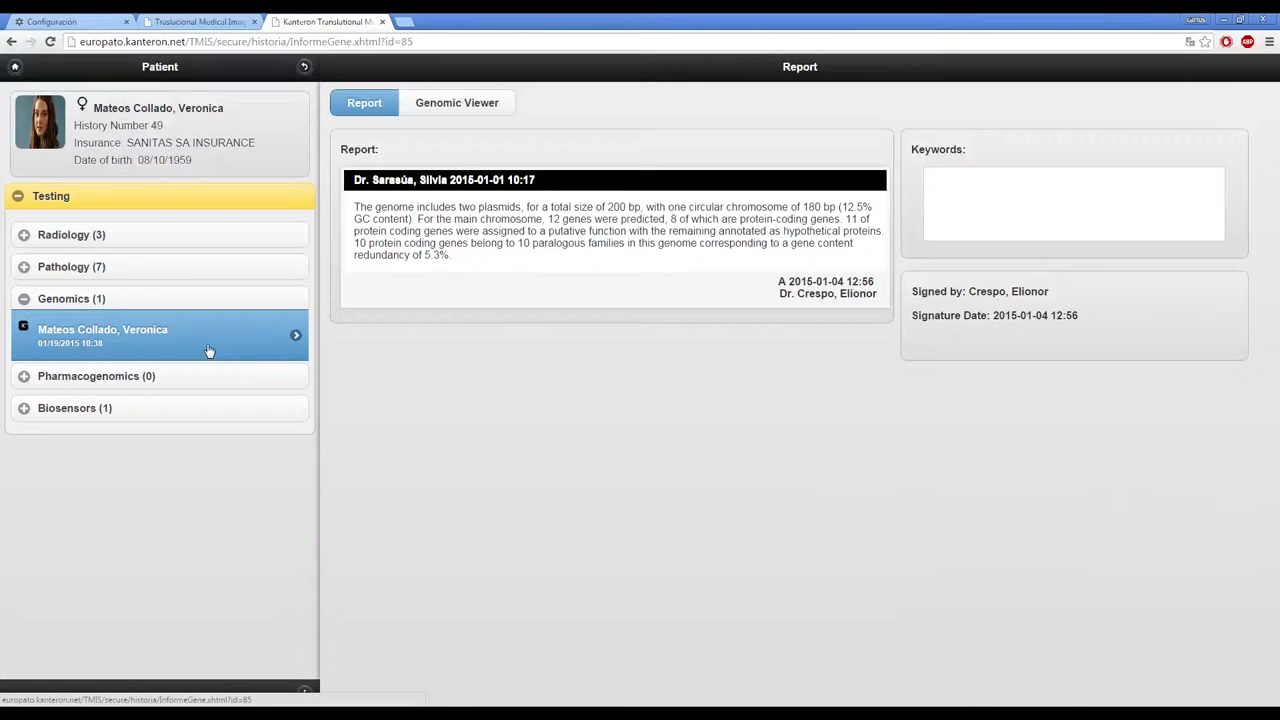 Configuración
Traslacional Medical Imag
Kanteron Translational M
carlos
europato.kanteron.net/TMIS/secure/historia/InformeGene.xhtml?id=85
ABP
Patient
Report
Mateos Collado, Veronica
History Number 49
Insurance: SANITAS SA INSURANCE
Date of birth 08/10/1959
Testing
Radiology (3)
Pathology (7)
Genomics (1)
Mateos Collado, Veronica
01/19/2015 10:38
Pharmacogenomics (0)
Biosensors (1)
Report
Genomic Viewer
Report:
Dr. Sarasúa, Silvia 2015-01-01 10:17
The genome includes two plasmids, for a total size of 200 bp, with one circular chromosome of 180 bp (12.5%
GC content). For the main chromosome, 12 genes were predicted, 8 of which are protein-coding genes. 11 of
protein coding genes were assigned to a putative function with the remaining annotated as hypothetical proteins.
10 protein coding genes belong to 10 paralogous families in this genome corresponding to a gene content
redundancy of 5.3%.
A 2015-01-04 12:56
Dr. Crespo, Elionor
Keywords:
Signed by: Crespo, Elionor
Signature Date: 2015-01-04 12:56
europato.kanteron.net/TMIS/secure/historia/InformeGene.xhtml?id=85